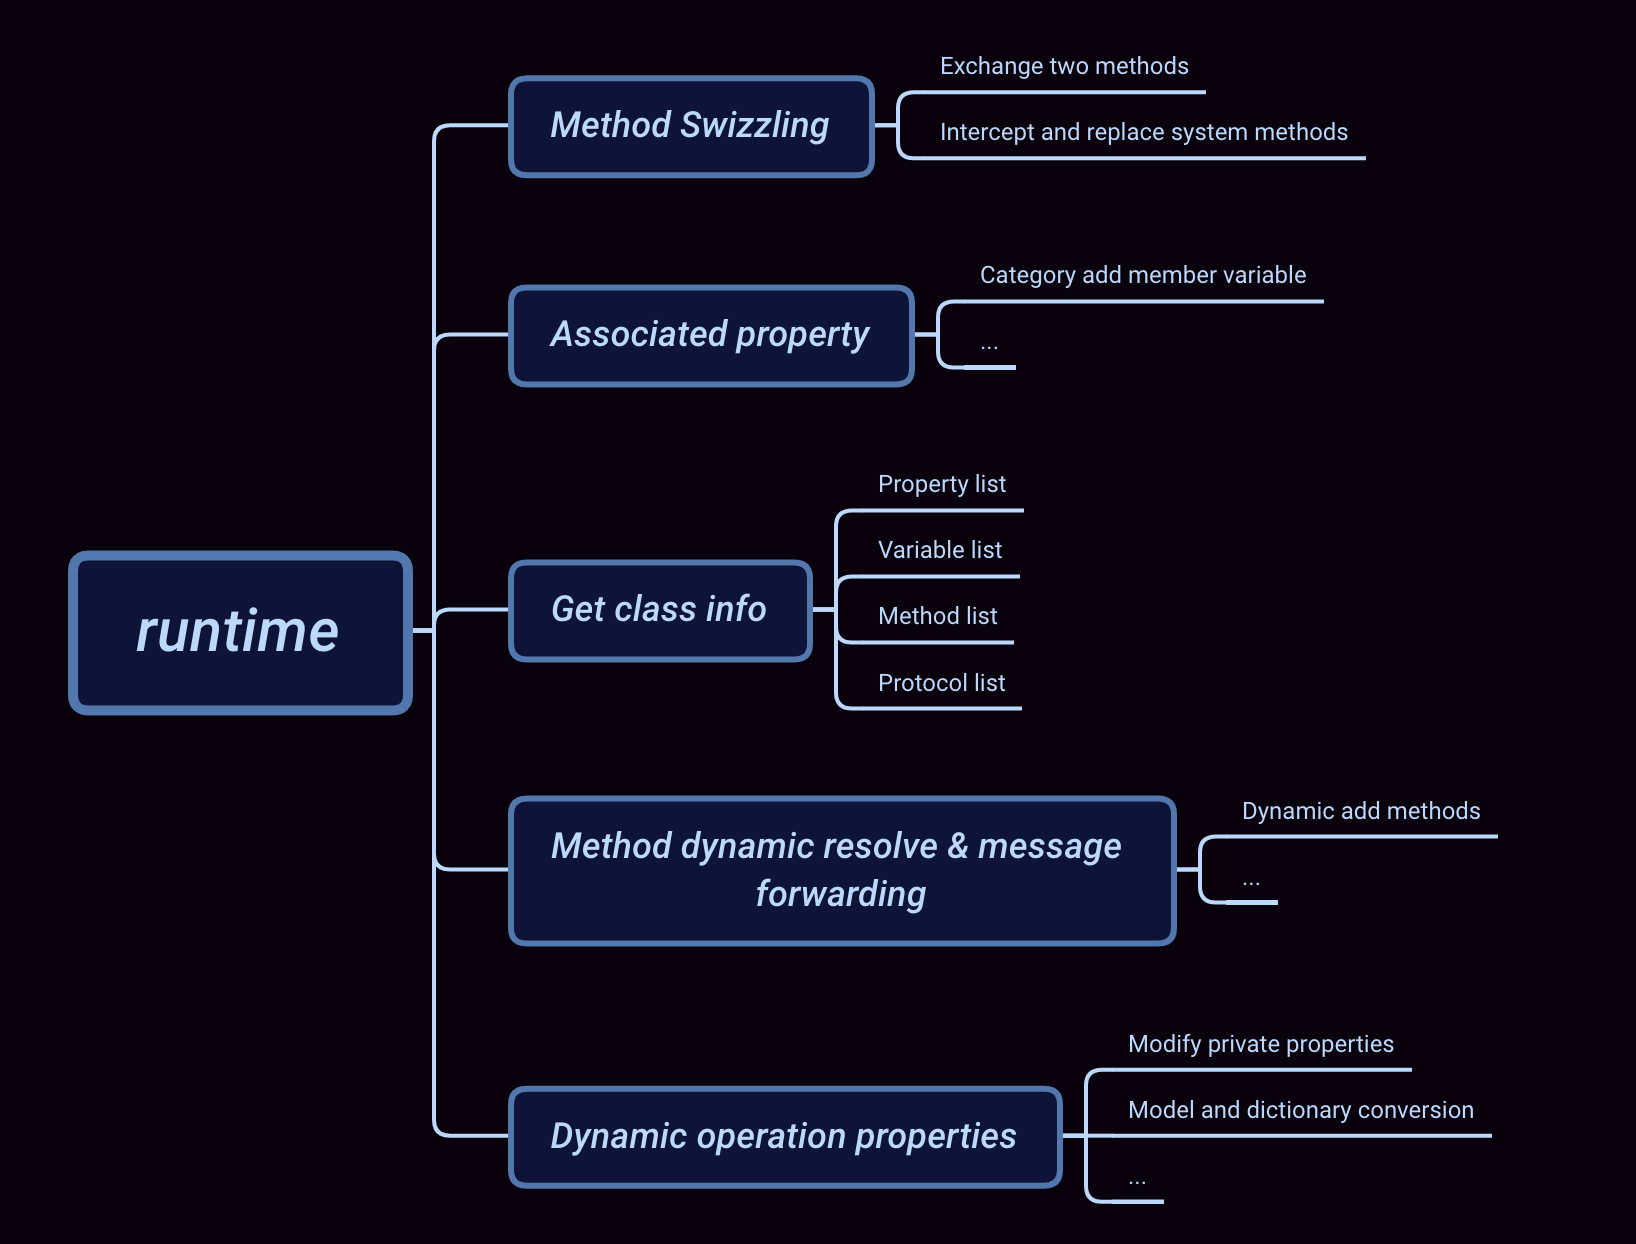 runtime
Method Swizzling
Exchange two methods
Intercept and replace system methods
Associated property
Category add member variable
...
Get class info
Property list
Variable list
Method list
Protocol list
Method dynamic resolve & message
forwarding
Dynamic add methods
...
Dynamic operation properties
Modify private properties
Model and dictionary conversion
...